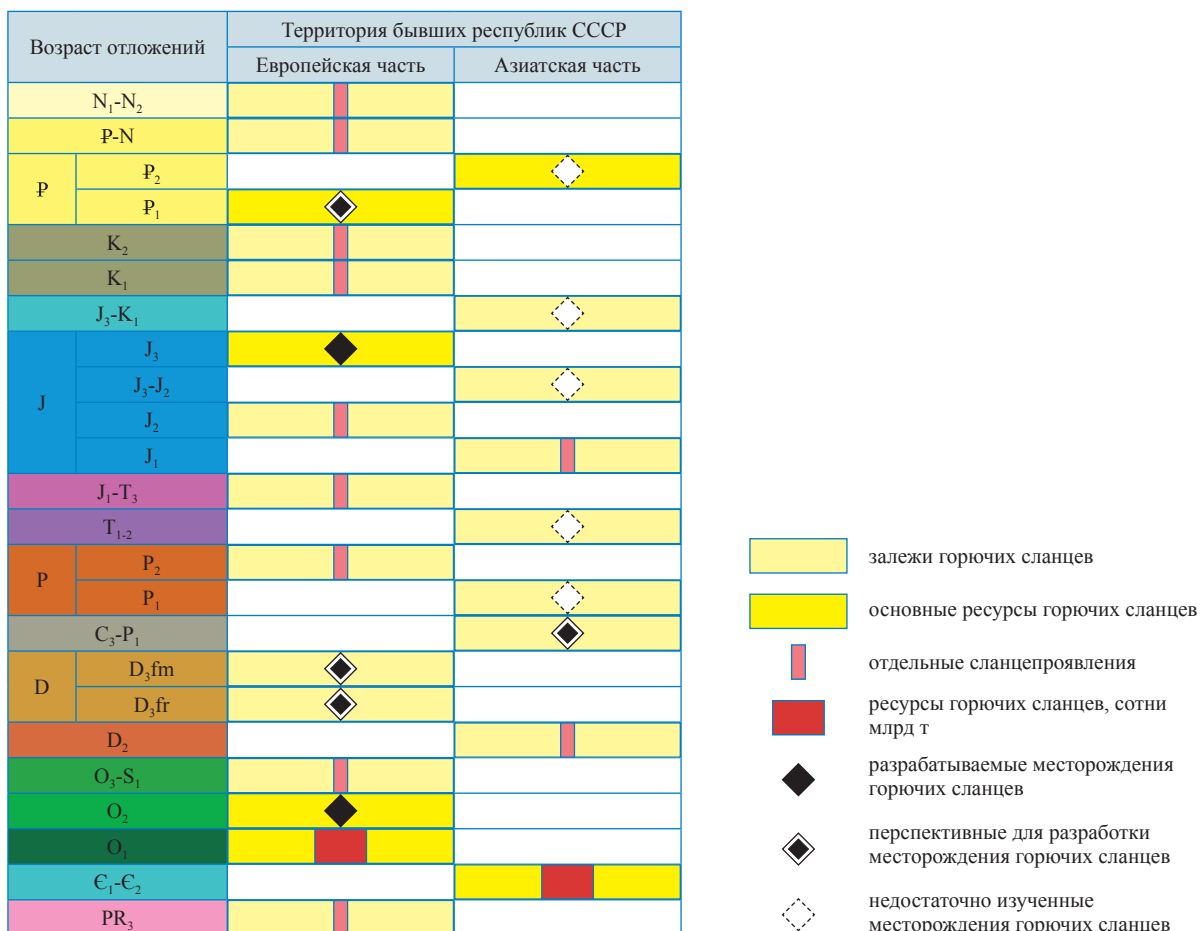 Возраст отложений
Территория бывших республик СССР
Европейская часть
Азиатская часть
N₁-N₂
Ꝑ-N
Ꝑ
Ꝑ₂
Ꝑ₁
K₂
K₁
J₃-K₁
J
J₃
J₃-J₂
J₂
J₁
J₁-T₃
T₁₋₂
P
P₂
P₁
C₃-P₁
D
D₃fm
D₃fr
D₂
O₃-S₁
O₂
O₁
Є₁-Є₂
PR₃
залежи горючих сланцев
основные ресурсы горючих сланцев
отдельные сланцепроявления
ресурсы горючих сланцев, сотни
млрд т
разрабатываемые месторождения
горючих сланцев
перспективные для разработки
месторождения горючих сланцев
недостаточно изученные
месторождения горючих сланцев